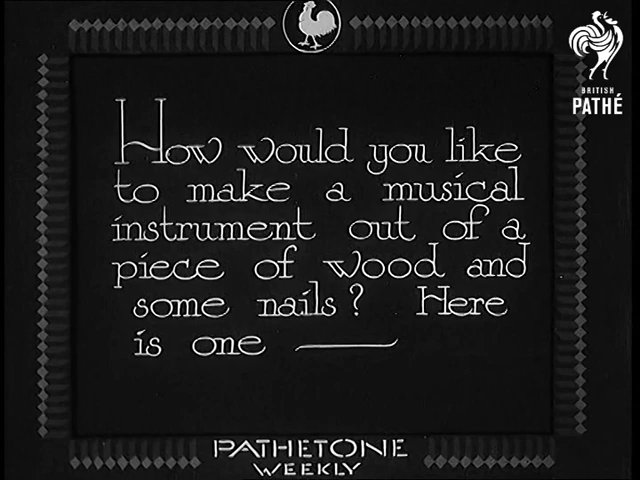 BRITISH
PATHÉ
How would you like
to make a musical
instrument out of a
piece of wood and
some nails? Here
is one ——
PATHETONE
WEEKLY